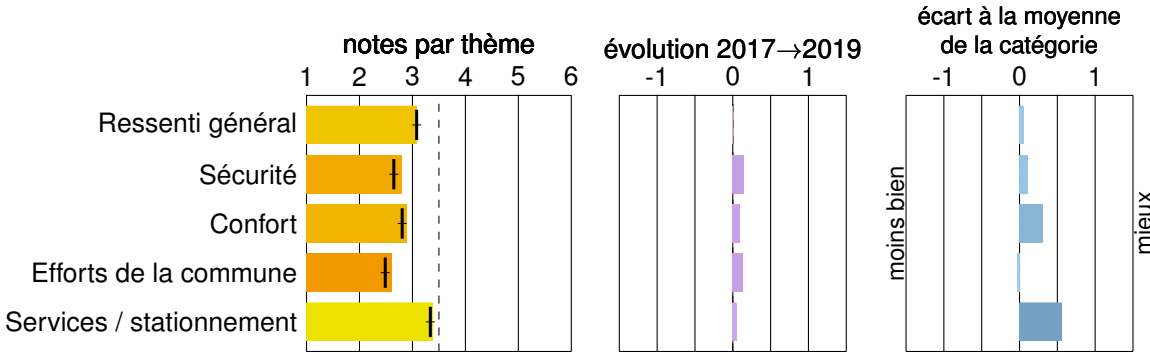 écart à la moyenne
de la catégorie
notes par thème
évolution 2017→2019
1 2 3 4 5 6
-1 0 1
-1 0 1
Ressenti général
Sécurité
Confort
Efforts de la commune
Services / stationnement
moins bien
mieux